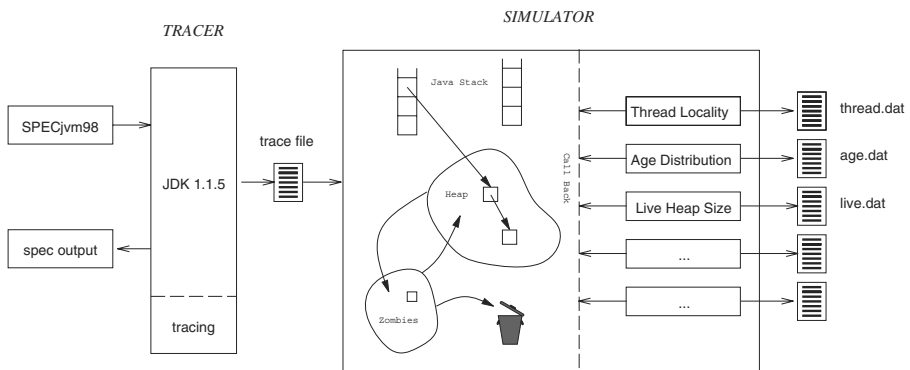 TRACER
SIMULATOR
SPECjvm98
spec output
JDK 1.1.5
tracing
trace file
Java Stack
Heap
Zombies
Call Back
Thread Locality
Age Distribution
Live Heap Size
...
...
thread.dat
age.dat
live.dat